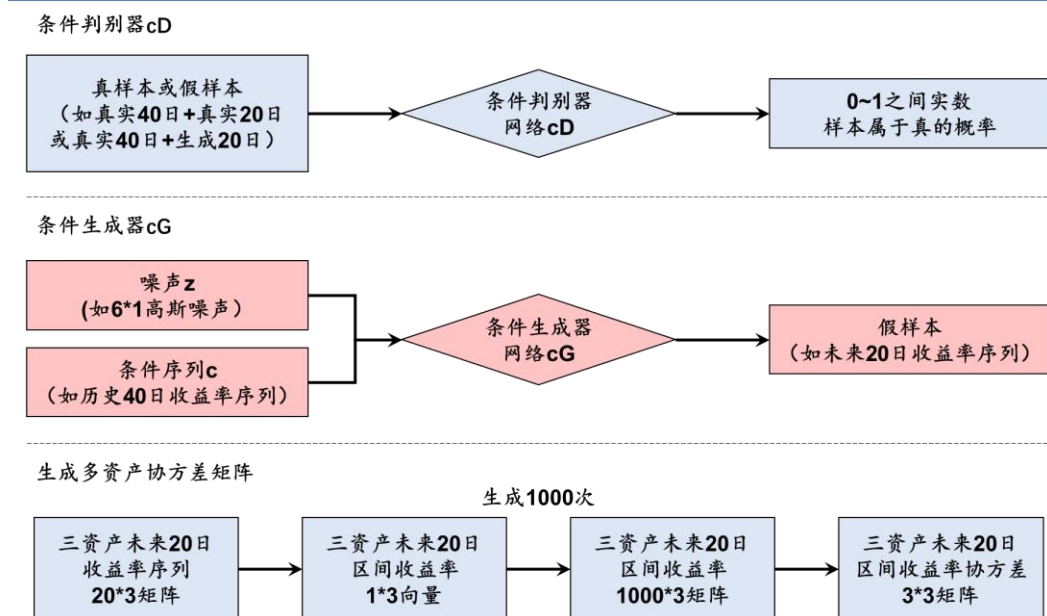 条件判别器cD
真样本或假样本
（如真实40日+真实20日
或真实40日+生成20日）
条件判别器
网络cD
0~1之间实数
样本属于真的概率
条件生成器cG
噪声z
(如6*1高斯噪声）
条件序列c
（如历史40日收益率序列）
条件生成器
网络cG
假样本
（如未来20日收益率序列）
生成多资产协方差矩阵
生成1000次
三资产未来20日
收益率序列
20*3矩阵
三资产未来20日
区间收益率
1*3向量
三资产未来20日
区间收益率
1000*3矩阵
三资产未来20日
区间收益率协方差
3*3矩阵